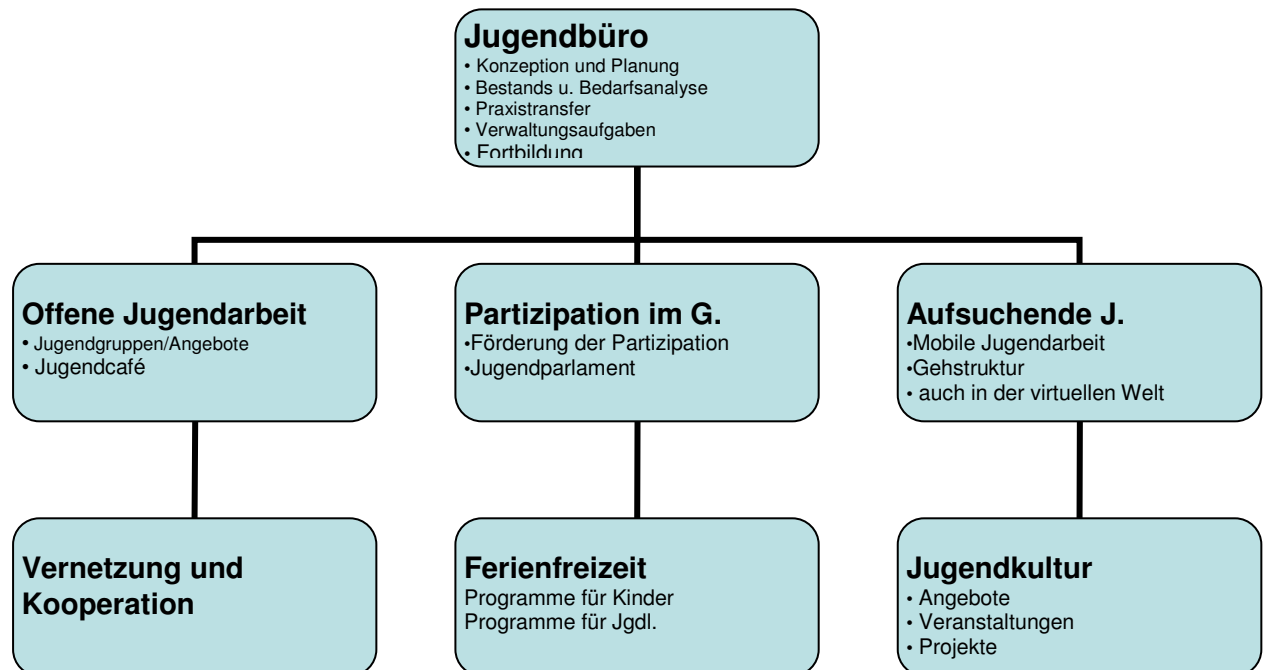 Jugendbüro
• Konzeption und Planung
• Bestands u. Bedarfsanalyse
• Praxistransfer
• Verwaltungsaufgaben
• Fortbildung
Offene Jugendarbeit
• Jugendgruppen/Angebote
• Jugendcafé
Partizipation im G.
•Förderung der Partizipation
•Jugendparlament
Aufsuchende J.
•Mobile Jugendarbeit
•Gehstruktur
• auch in der virtuellen Welt
Vernetzung und
Kooperation
Ferienfreizeit
Programme für Kinder
Programme für Jgdl.
Jugendkultur
• Angebote
• Veranstaltungen
• Projekte